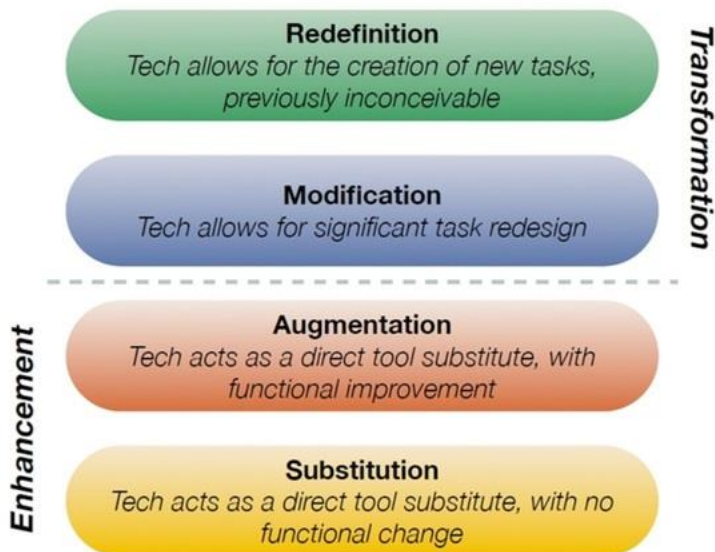 Redefinition
Tech allows for the creation of new tasks,
previously inconceivable
Modification
Tech allows for significant task redesign
Transformation
Augmentation
Tech acts as a direct tool substitute, with
functional improvement
Substitution
Tech acts as a direct tool substitute, with no
functional change
Enhancement